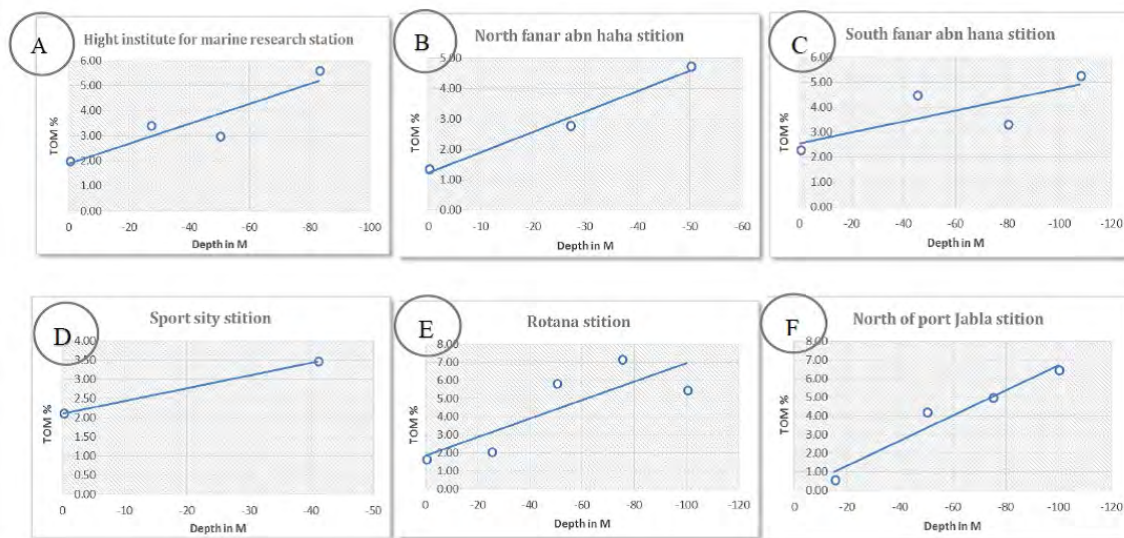 A
Hight institute for marine research station
6.00
5.00
4.00
3.00
2.00
1.00
0.00
TOM %
0 -20 -40 -60 -80 -100
Depth in M
B
North fanar abn haha stition
5.00
4.00
3.00
2.00
1.00
0.00
TOM %
0 -10 -20 -30 -40 -50 -60
Depth in M
C
South fanar abn hana stition
6.00
5.00
4.00
3.00
2.00
1.00
0.00
TOM %
0 -20 -40 -60 -80 -100 -120
Depth in M
D
Sport sity stition
4.00
3.50
3.00
2.50
2.00
1.50
1.00
0.50
0.00
TOM %
0 -10 -20 -30 -40 -50
Depth in M
E
Rotana stition
8.00
7.00
6.00
5.00
4.00
3.00
2.00
1.00
0.00
TOM %
0 -20 -40 -60 -80 -100 -120
Depth in M
F
North of port Jabla stition
8.00
7.00
6.00
5.00
4.00
3.00
2.00
1.00
0.00
TOM %
0 -20 -40 -60 -80 -100 -120
Depth in M